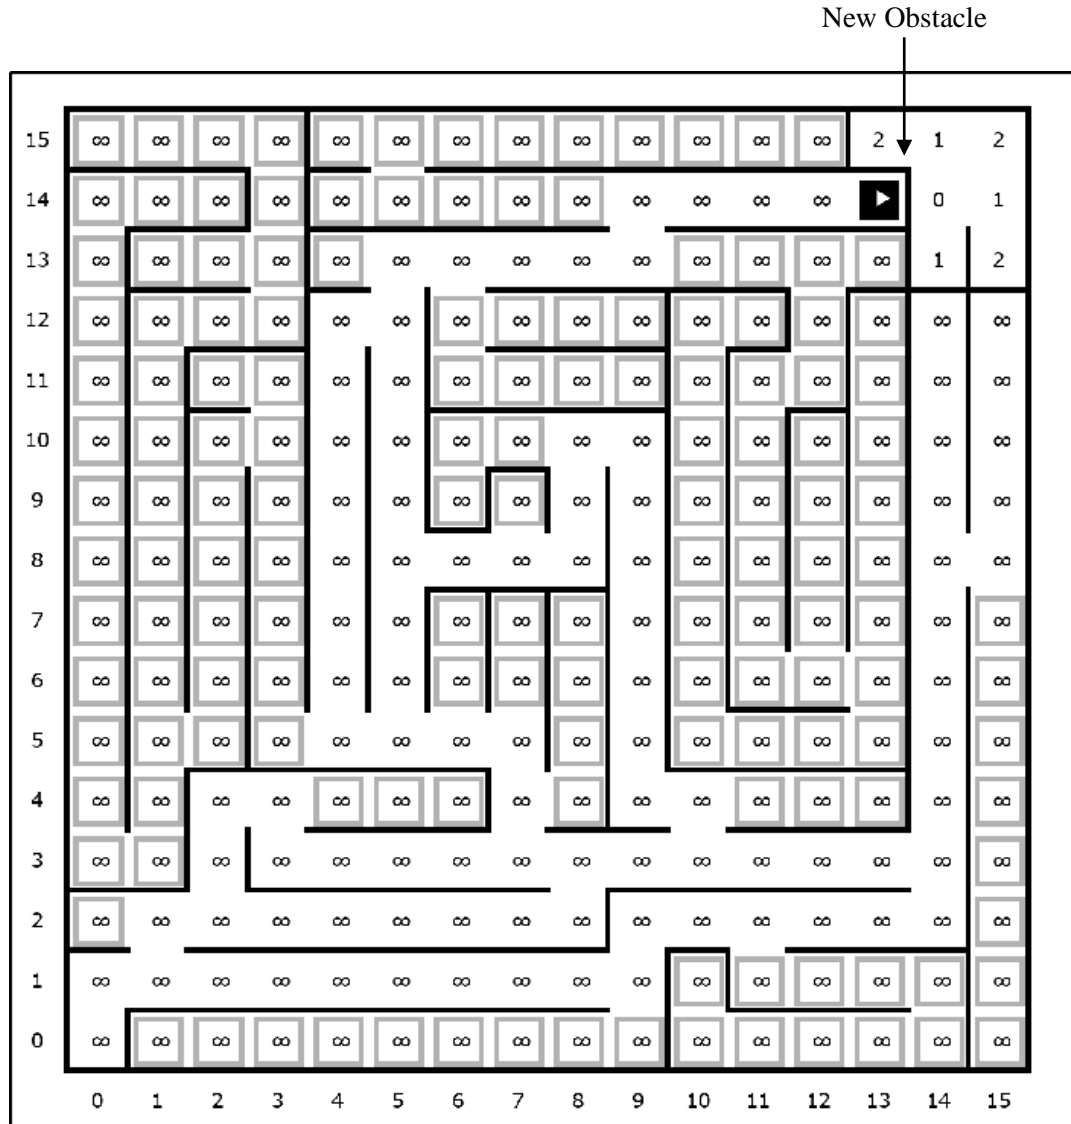 New Obstacle
15 ∞ ∞ ∞ ∞ ∞ ∞ ∞ ∞ ∞ ∞ ∞ ∞ ∞ 2 1 2
14 ∞ ∞ ∞ ∞ ∞ ∞ ∞ ∞ ∞ ∞ ∞ ∞ ∞ 0 1
13 ∞ ∞ ∞ ∞ ∞ ∞ ∞ ∞ ∞ ∞ ∞ ∞ ∞ ∞ 1 2
12 ∞ ∞ ∞ ∞ ∞ ∞ ∞ ∞ ∞ ∞ ∞ ∞ ∞ ∞ ∞ ∞
11 ∞ ∞ ∞ ∞ ∞ ∞ ∞ ∞ ∞ ∞ ∞ ∞ ∞ ∞ ∞ ∞
10 ∞ ∞ ∞ ∞ ∞ ∞ ∞ ∞ ∞ ∞ ∞ ∞ ∞ ∞ ∞ ∞
9 ∞ ∞ ∞ ∞ ∞ ∞ ∞ ∞ ∞ ∞ ∞ ∞ ∞ ∞ ∞ ∞
8 ∞ ∞ ∞ ∞ ∞ ∞ ∞ ∞ ∞ ∞ ∞ ∞ ∞ ∞ ∞ ∞
7 ∞ ∞ ∞ ∞ ∞ ∞ ∞ ∞ ∞ ∞ ∞ ∞ ∞ ∞ ∞ ∞
6 ∞ ∞ ∞ ∞ ∞ ∞ ∞ ∞ ∞ ∞ ∞ ∞ ∞ ∞ ∞ ∞
5 ∞ ∞ ∞ ∞ ∞ ∞ ∞ ∞ ∞ ∞ ∞ ∞ ∞ ∞ ∞ ∞
4 ∞ ∞ ∞ ∞ ∞ ∞ ∞ ∞ ∞ ∞ ∞ ∞ ∞ ∞ ∞ ∞
3 ∞ ∞ ∞ ∞ ∞ ∞ ∞ ∞ ∞ ∞ ∞ ∞ ∞ ∞ ∞ ∞
2 ∞ ∞ ∞ ∞ ∞ ∞ ∞ ∞ ∞ ∞ ∞ ∞ ∞ ∞ ∞ ∞
1 ∞ ∞ ∞ ∞ ∞ ∞ ∞ ∞ ∞ ∞ ∞ ∞ ∞ ∞ ∞ ∞
0 ∞ ∞ ∞ ∞ ∞ ∞ ∞ ∞ ∞ ∞ ∞ ∞ ∞ ∞ ∞ ∞
0 1 2 3 4 5 6 7 8 9 10 11 12 13 14 15